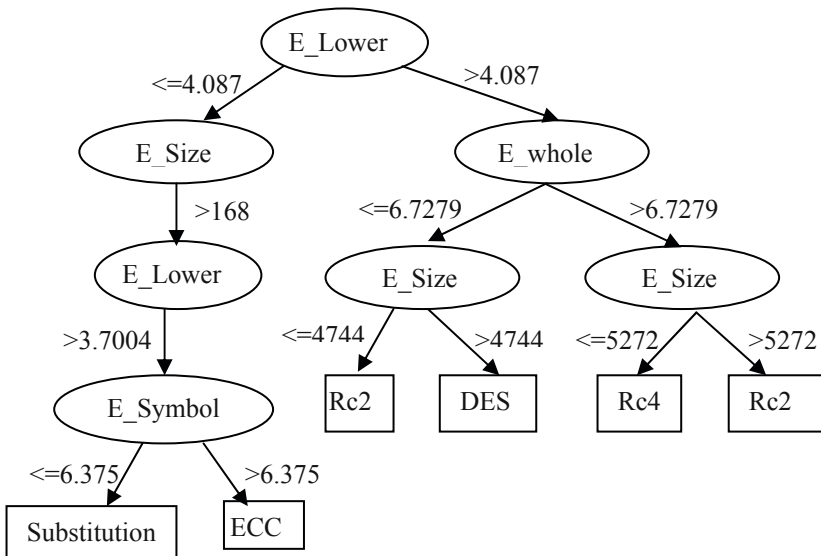 E_Lower
<=4.087
>4.087
E_Size
E_whole
>168
<=6.7279
>6.7279
E_Lower
E_Size
E_Size
>3.7004
<=4744
>4744
<=5272
>5272
E_Symbol
Rc2
DES
Rc4
Rc2
<=6.375
>6.375
Substitution
ECC